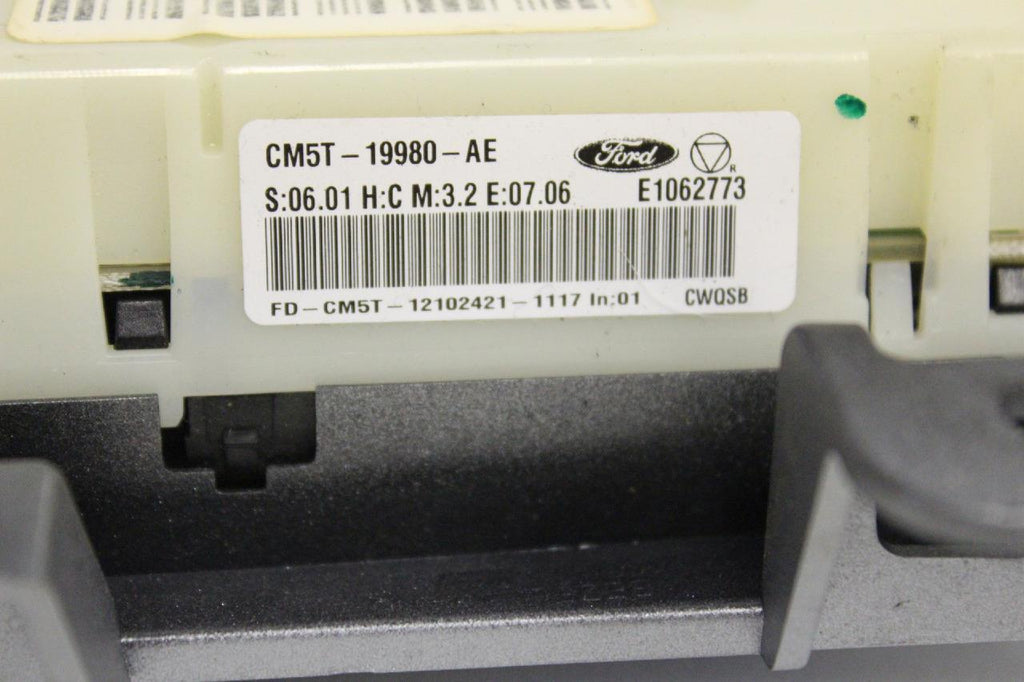 CM5T-19980-AE
Ford
R
S:06.01 H:C M:3.2 E:07.06 E1062773
FD-CM5T-12102421-1117 In:01 CWQSB